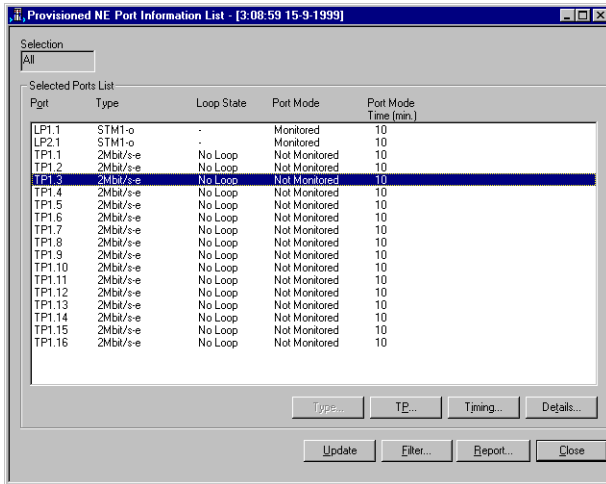 Provisioned NE Port Information List - [3:08:59 15-9-1999]
Selection
All
Selected Ports List
Port Type Loop State Port Mode Port Mode
Time (min.)
LP1.1 STM1-o - Monitored 10
LP2.1 STM1-o - Monitored 10
TP1.1 2Mbit/s-e No Loop Not Monitored 10
TP1.2 2Mbit/s-e No Loop Not Monitored 10
TP1.3 2Mbit/s-e No Loop Not Monitored 10
TP1.4 2Mbit/s-e No Loop Not Monitored 10
TP1.5 2Mbit/s-e No Loop Not Monitored 10
TP1.6 2Mbit/s-e No Loop Not Monitored 10
TP1.7 2Mbit/s-e No Loop Not Monitored 10
TP1.8 2Mbit/s-e No Loop Not Monitored 10
TP1.9 2Mbit/s-e No Loop Not Monitored 10
TP1.10 2Mbit/s-e No Loop Not Monitored 10
TP1.11 2Mbit/s-e No Loop Not Monitored 10
TP1.12 2Mbit/s-e No Loop Not Monitored 10
TP1.13 2Mbit/s-e No Loop Not Monitored 10
TP1.14 2Mbit/s-e No Loop Not Monitored 10
TP1.15 2Mbit/s-e No Loop Not Monitored 10
TP1.16 2Mbit/s-e No Loop Not Monitored 10
Type... TP... Timing... Details...
Update Filter... Report... Close